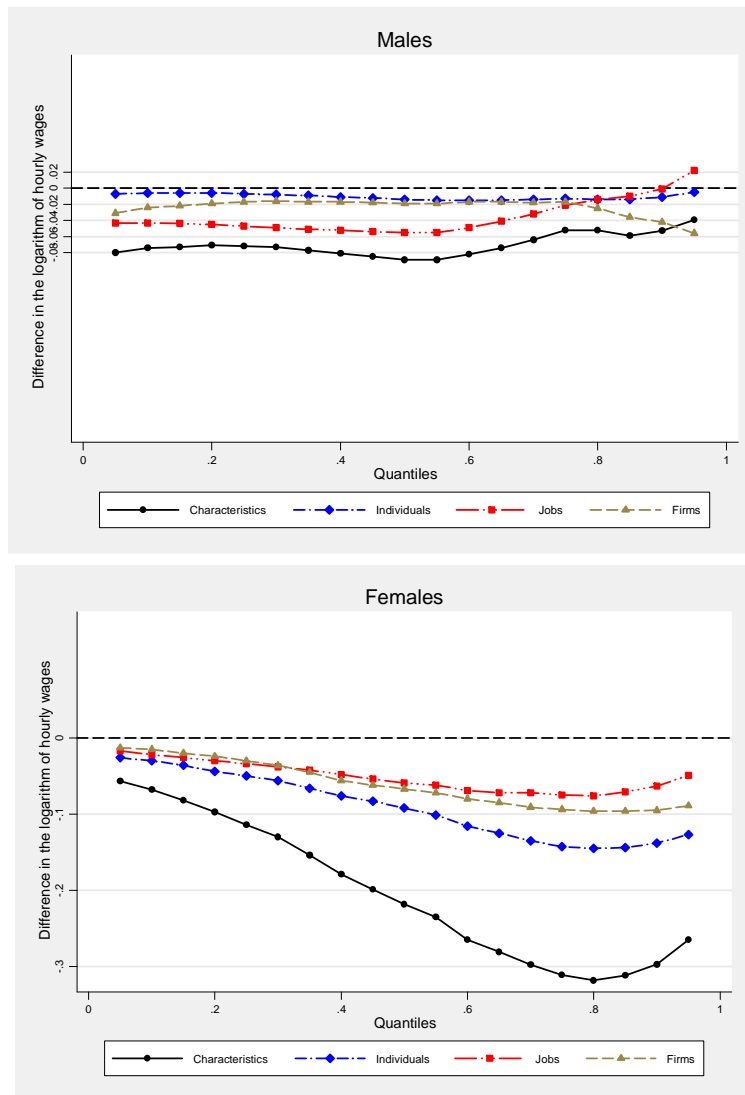 Males
Difference in the logarithm of hourly wages
.02
0
-.08-.06-.04-.02
0 .2 .4 .6 .8 1
Quantiles
Characteristics Individuals Jobs Firms
Females
Difference in the logarithm of hourly wages
0
-.1
-.2
-.3
0 .2 .4 .6 .8 1
Quantiles
Characteristics Individuals Jobs Firms